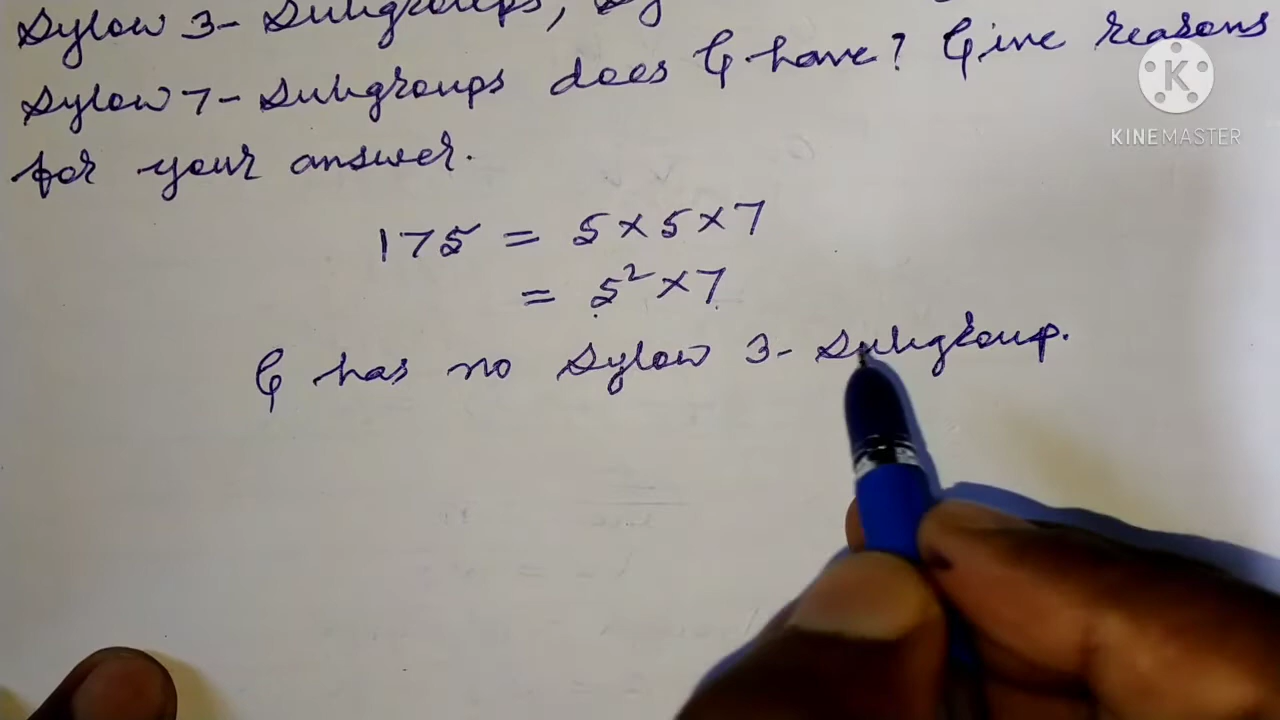 Sylow 3- Subgroups, Sy
Sylow 7- Subgroups does G have? Give reasons
for your answer.
175 = 5×5×7
= 5²×7
G has no Sylow 3- Subgroup.
K
KINEMASTER